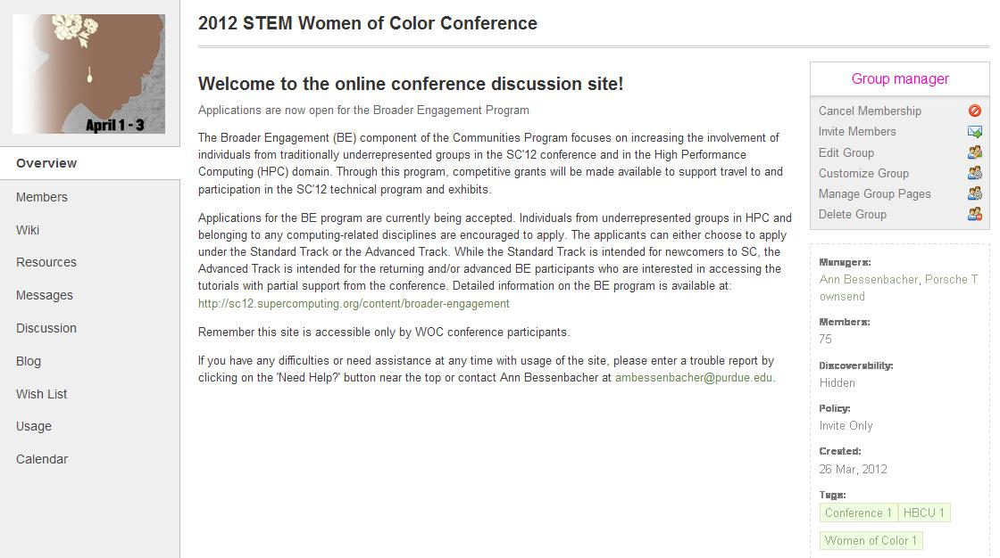 2012 STEM Women of Color Conference
April 1 - 3
Overview
Members
Wiki
Resources
Messages
Discussion
Blog
Wish List
Usage
Calendar
Welcome to the online conference discussion site!
Applications are now open for the Broader Engagement Program
The Broader Engagement (BE) component of the Communities Program focuses on increasing the involvement of
individuals from traditionally underrepresented groups in the SC'12 conference and in the High Performance
Computing (HPC) domain. Through this program, competitive grants will be made available to support travel to and
participation in the SC'12 technical program and exhibits.
Applications for the BE program are currently being accepted. Individuals from underrepresented groups in HPC and
belonging to any computing-related disciplines are encouraged to apply. The applicants can either choose to apply
under the Standard Track or the Advanced Track. While the Standard Track is intended for newcomers to SC, the
Advanced Track is intended for the returning and/or advanced BE participants who are interested in accessing the
tutorials with partial support from the conference. Detailed information on the BE program is available at:
http://sc12.supercomputing.org/content/broader-engagement
Remember this site is accessible only by WOC conference participants.
If you have any difficulties or need assistance at any time with usage of the site, please enter a trouble report by
clicking on the 'Need Help?' button near the top or contact Ann Bessenbacher at ambessenbacher@purdue.edu.
Group manager
Cancel Membership
Invite Members
Edit Group
Customize Group
Manage Group Pages
Delete Group
Managers:
Ann Bessenbacher, Porsche T
ownsend
Members:
75
Discoverability:
Hidden
Policy:
Invite Only
Created:
26 Mar, 2012
Tags:
Conference 1 HBCU 1
Women of Color 1